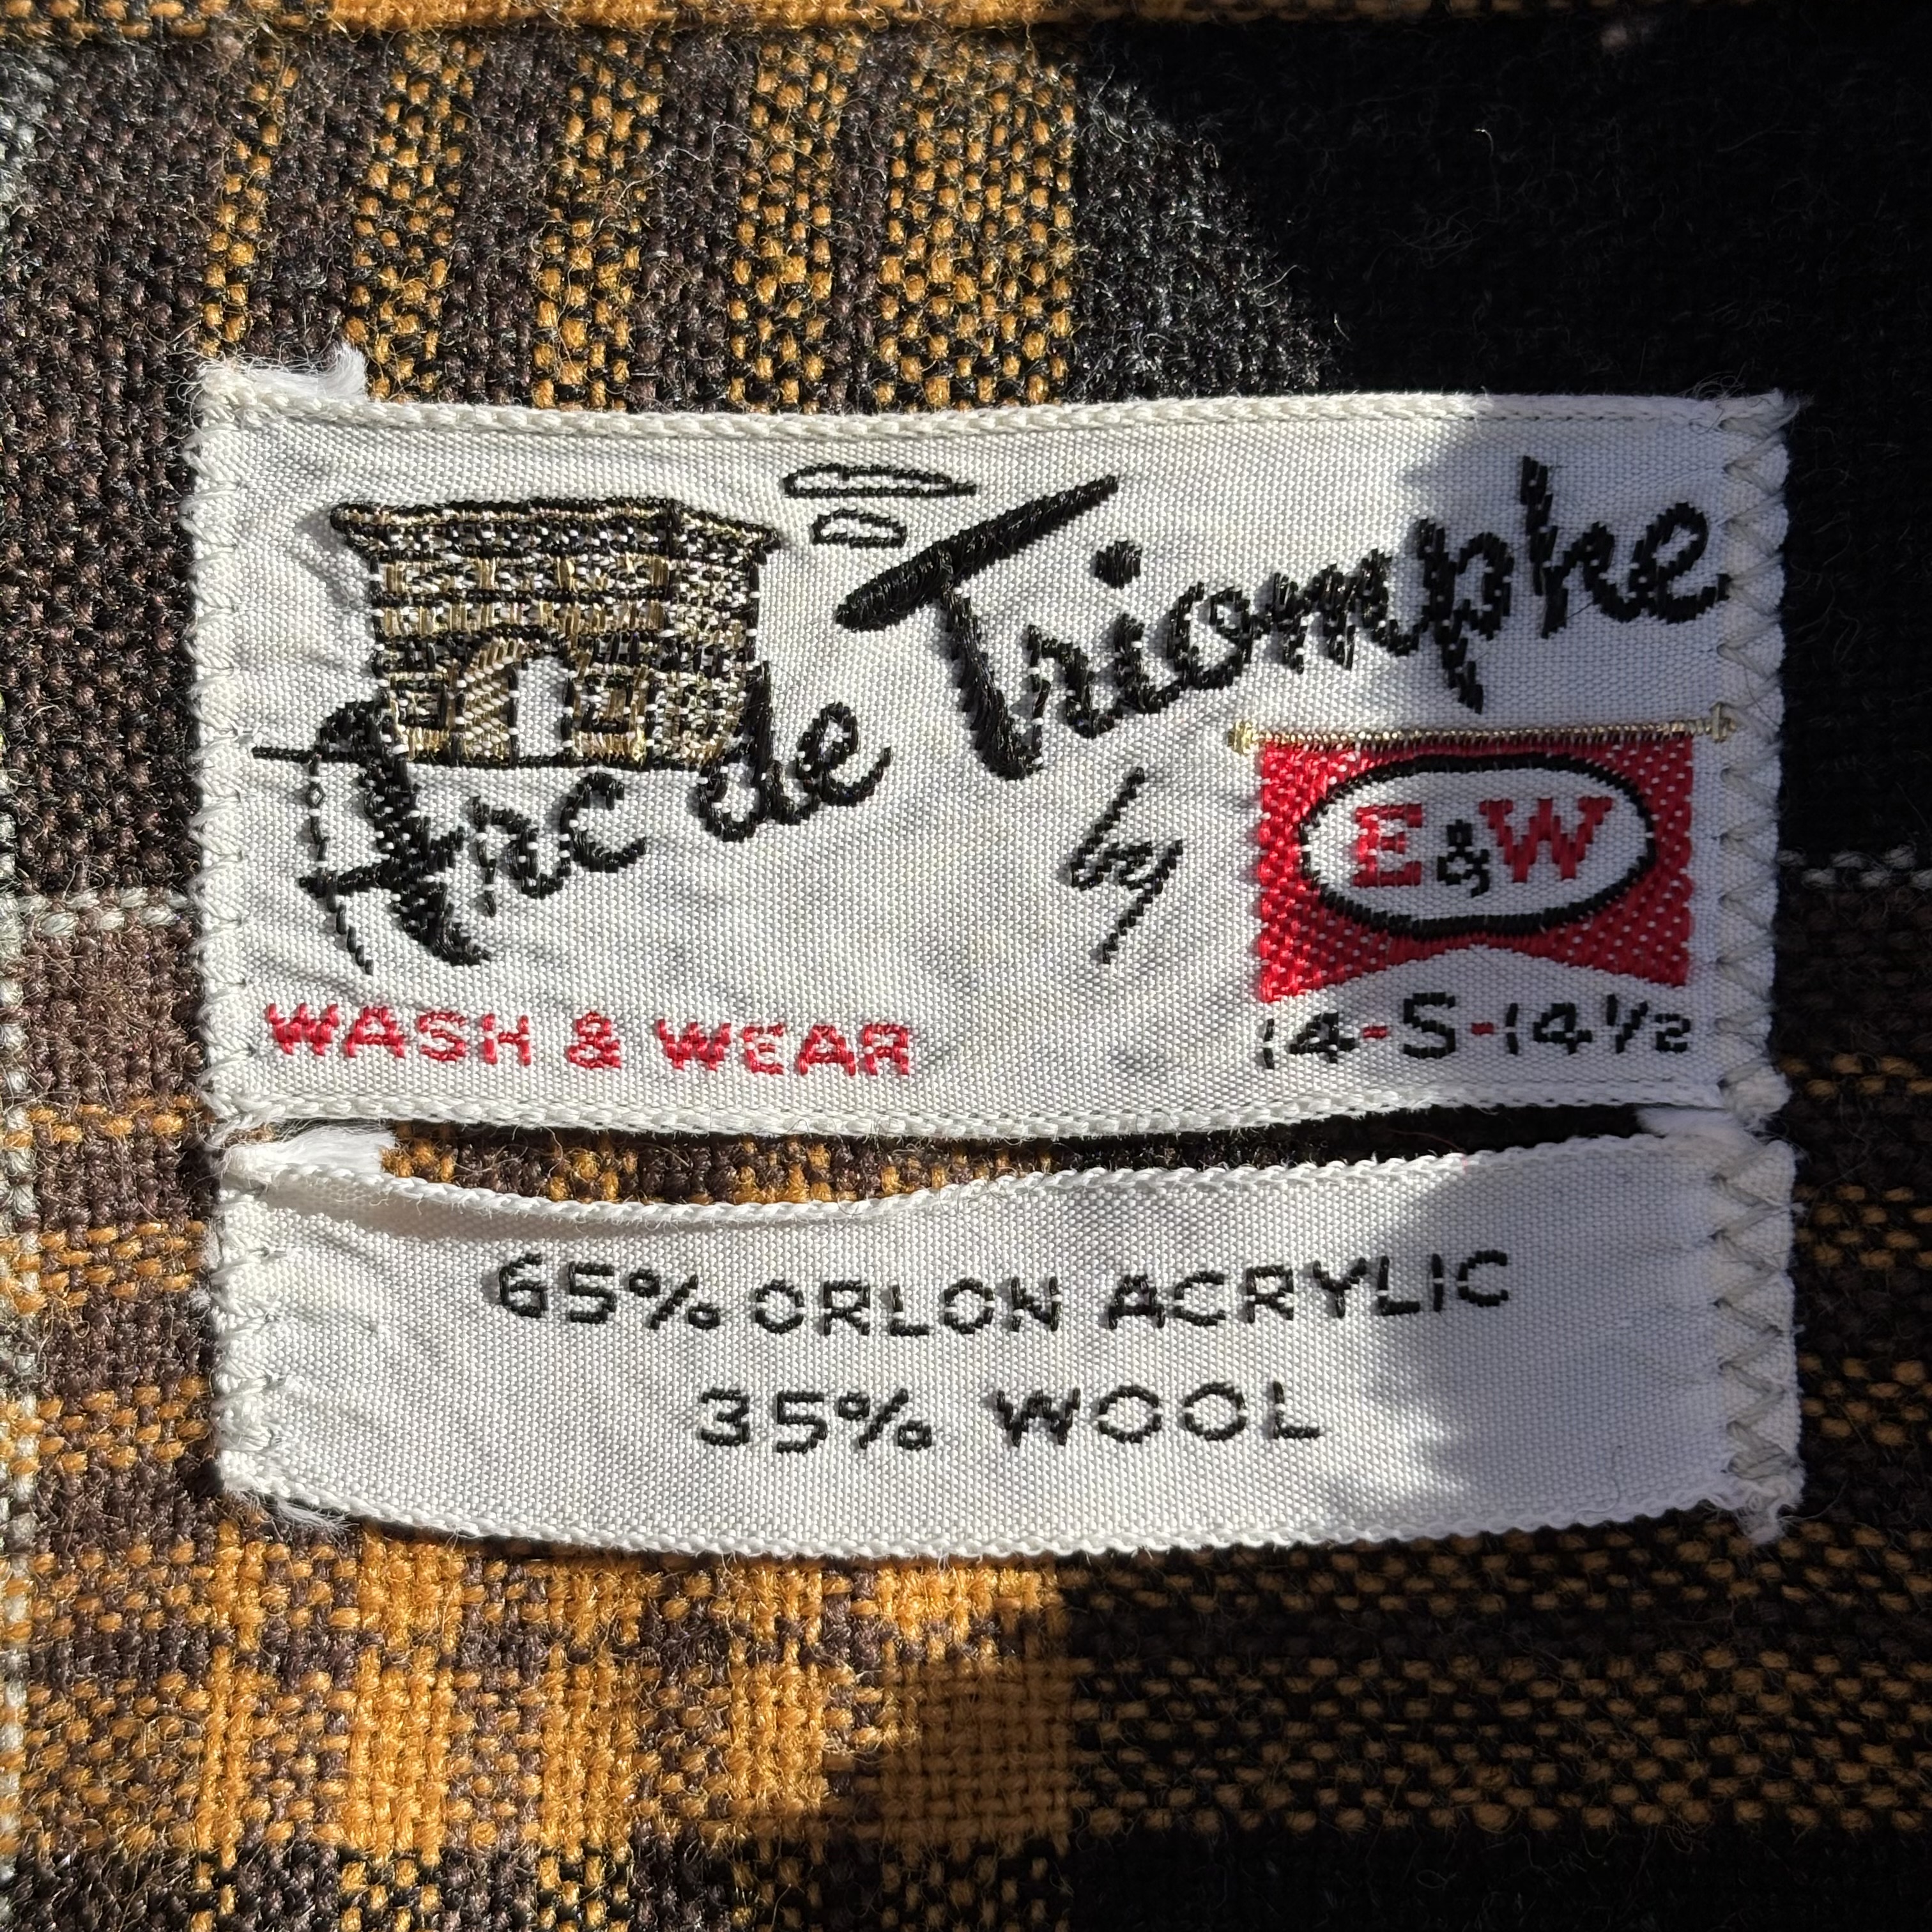 Arc de Triomphe
by
E&W
WASH & WEAR
14-S-14½
65% ORLON ACRYLIC
35% WOOL